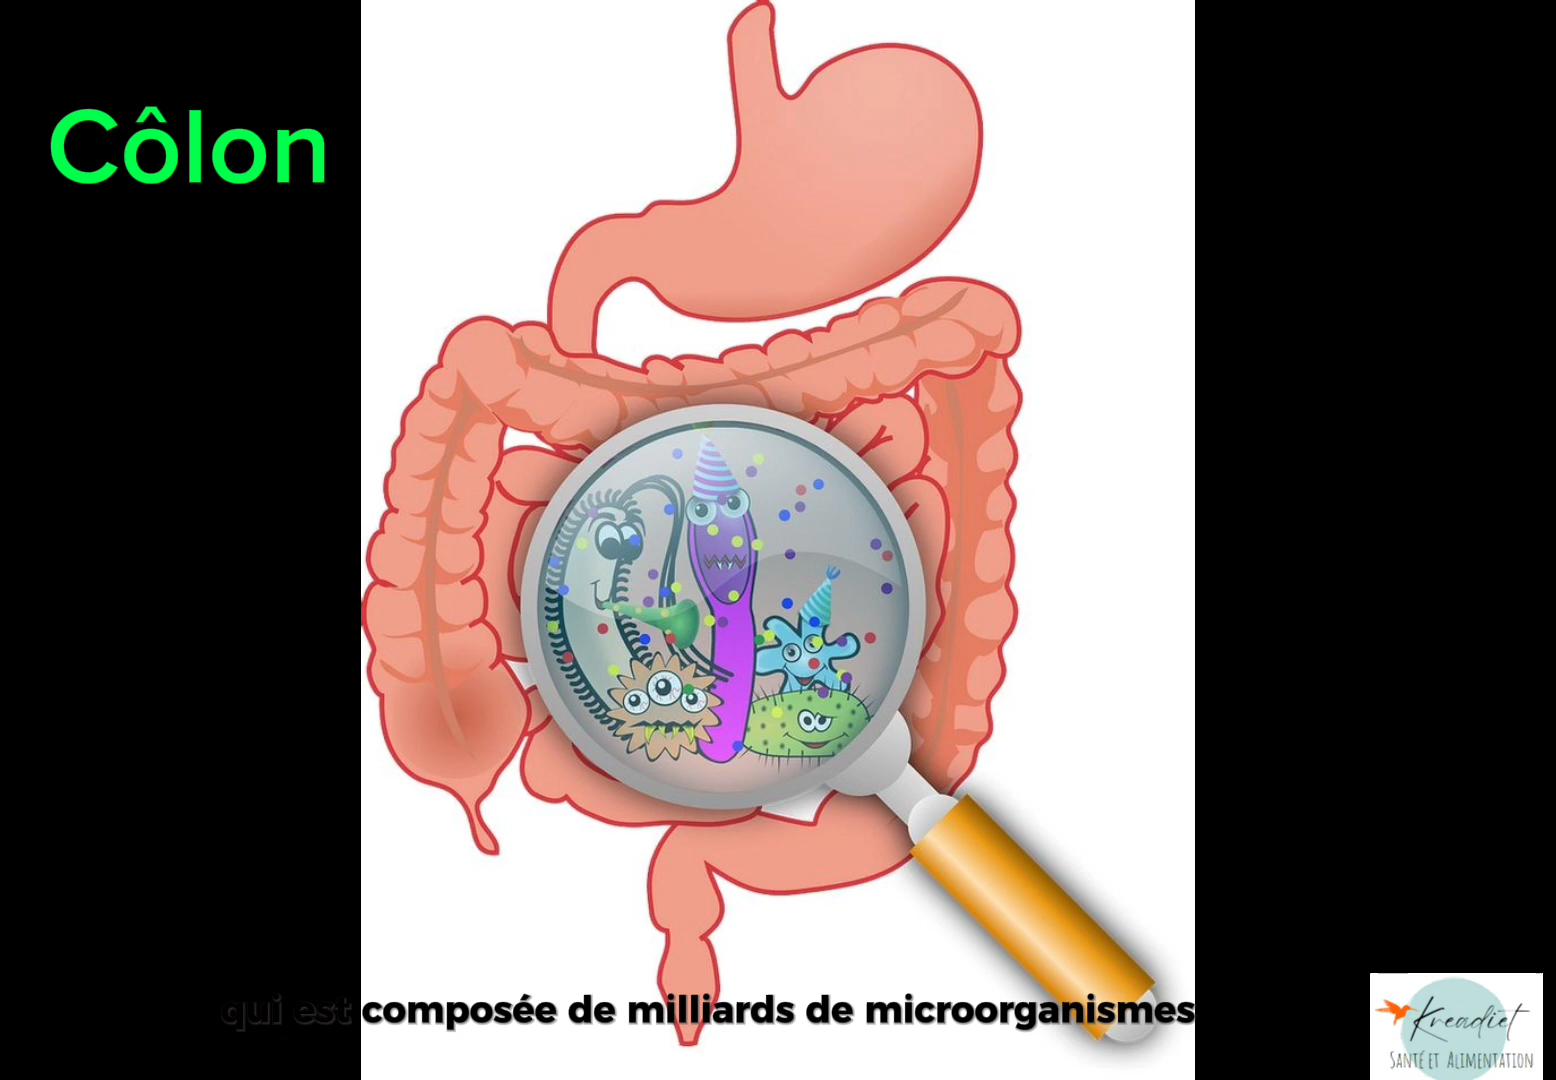 Côlon
qui est composée de milliards de microorganismes
Kreadiet
SANTÉ ET ALIMENTATION